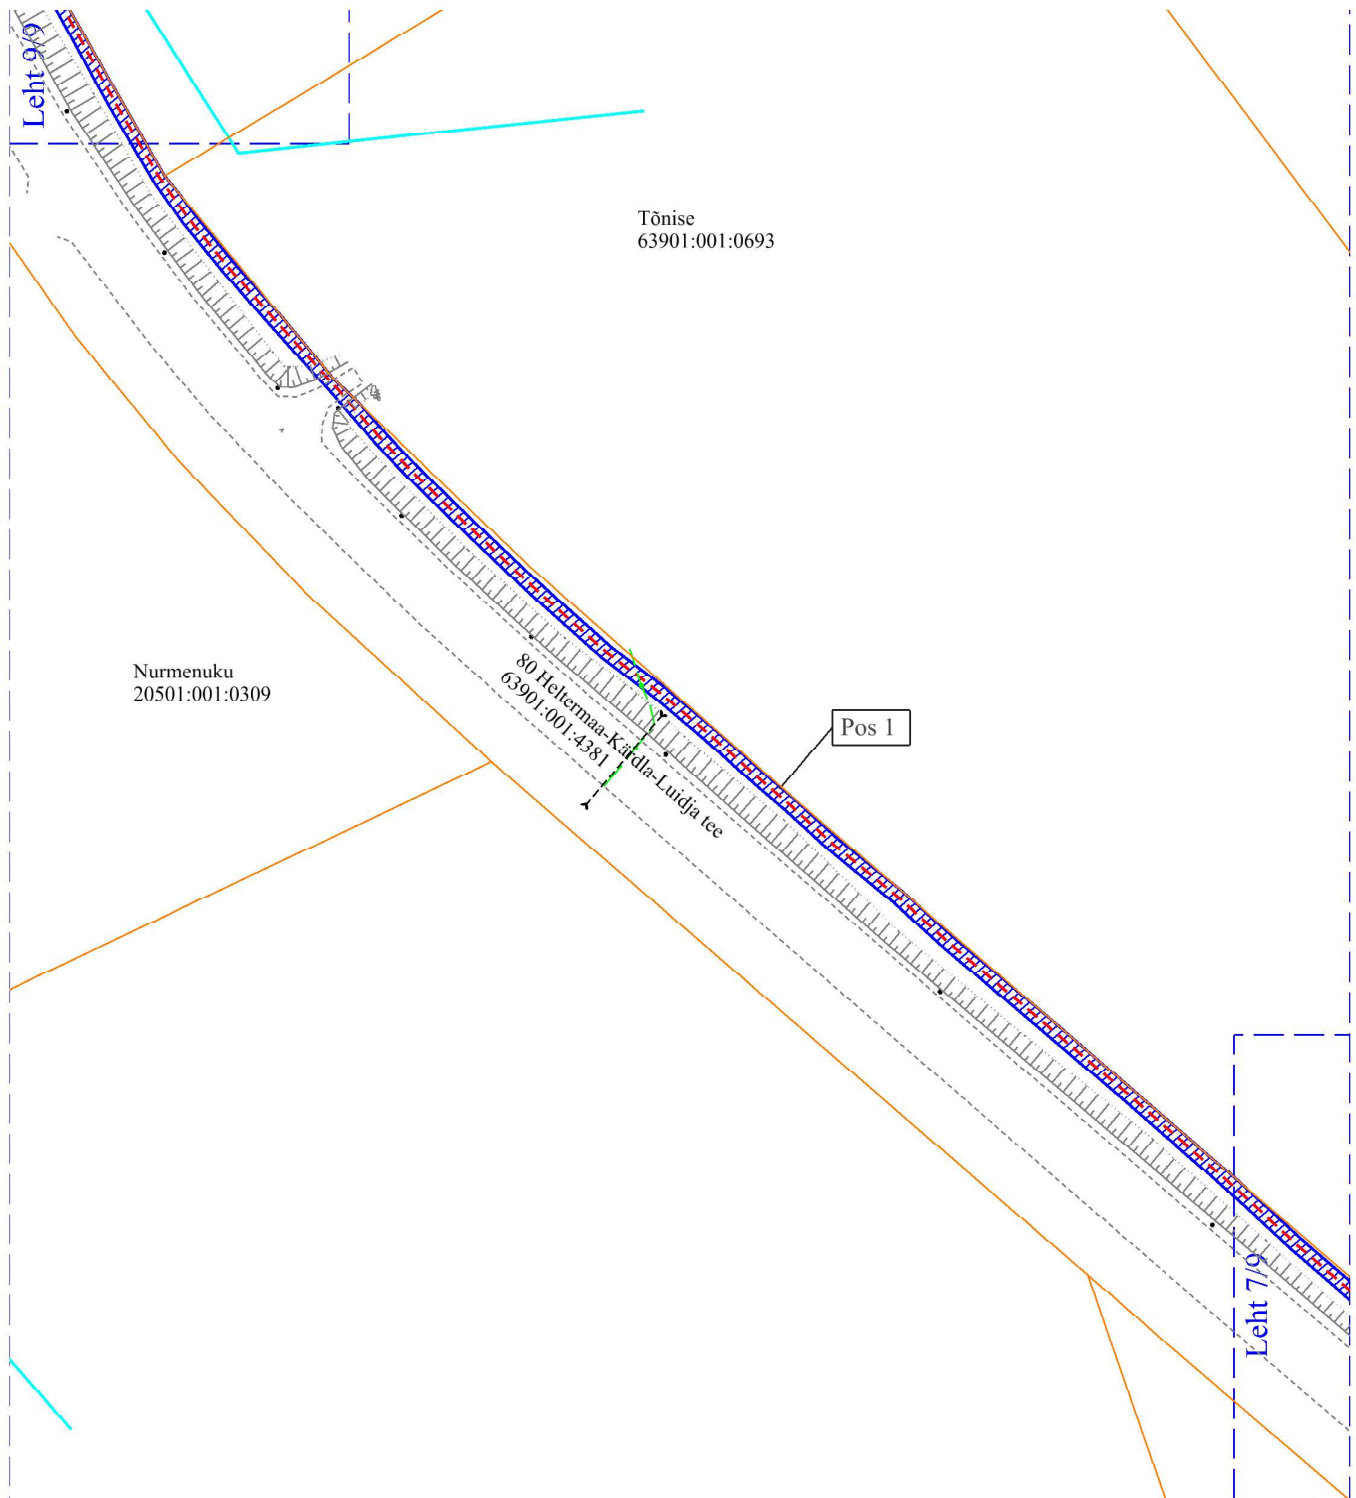 Leht 9/9
Tõnise
63901:001:0693
Nurmenuku
20501:001:0309
80 Heltermaa-Kärdla-Luidja tee
63901:001:4381
Pos 1
Leht 7/9